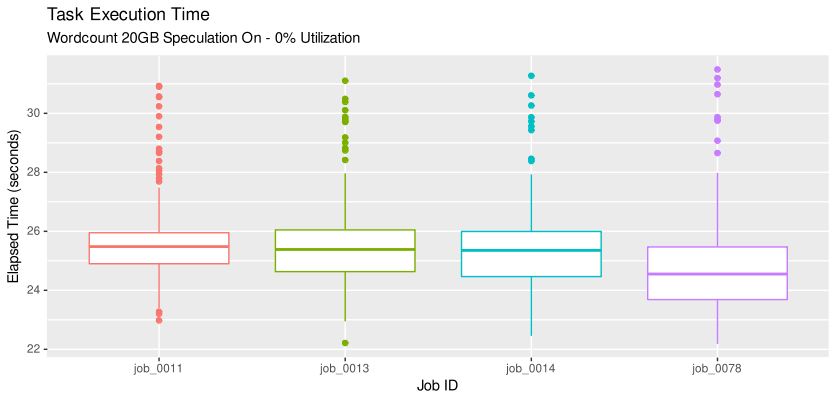 Task Execution Time
Wordcount 20GB Speculation On - 0% Utilization
Elapsed Time (seconds)
30
28
26
24
22
job_0011
job_0013
job_0014
job_0078
Job ID